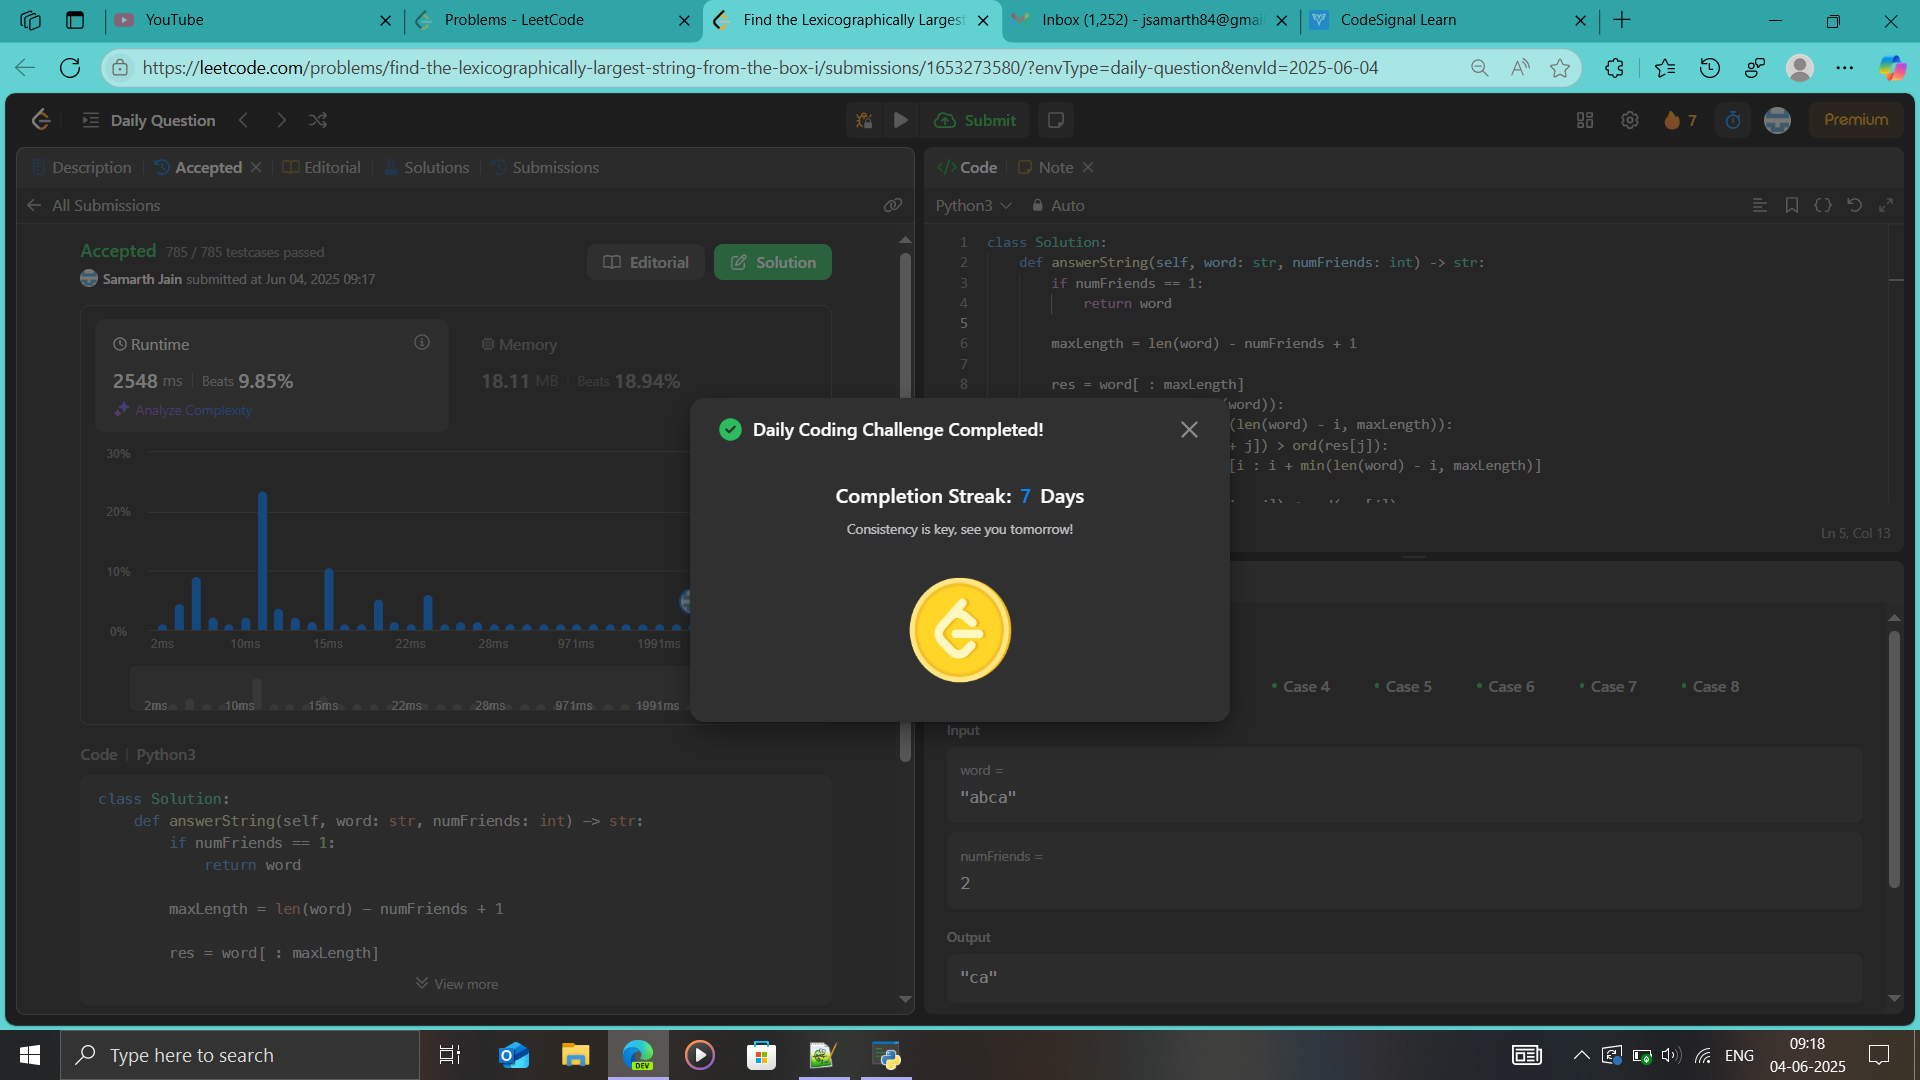 YouTube
Problems - LeetCode
Find the Lexicographically Largest
Inbox (1,252) - jsamarth84@gmai
CodeSignal Learn
https://leetcode.com/problems/find-the-lexicographically-largest-string-from-the-box-i/submissions/1653273580/?envType=daily-question&envId=2025-06-04
Daily Question
Submit
7
Premium
Description
Accepted
Editorial
Solutions
Submissions
All Submissions
Accepted 785 / 785 testcases passed
Samarth Jain submitted at Jun 04, 2025 09:17
Editorial
Solution
Runtime
2548 ms Beats 9.85%
Analyze Complexity
Memory
18.11 MB Beats 18.94%
30%
20%
10%
0%
2ms 10ms 15ms 22ms 28ms 971ms 1991ms
2ms 10ms 15ms 22ms 28ms 971ms 1991ms
Code | Python3
class Solution:
def answerString(self, word: str, numFriends: int) -> str:
if numFriends == 1:
return word
maxLength = len(word) - numFriends + 1
res = word[ : maxLength]
View more
Code
Note
Python3
Auto
1 class Solution:
2 def answerString(self, word: str, numFriends: int) -> str:
3 if numFriends == 1:
4 return word
5
6 maxLength = len(word) - numFriends + 1
7
8 res = word[ : maxLength]
word)):
(len(word) - i, maxLength)):
+ j]) > ord(res[j]):
[i : i + min(len(word) - i, maxLength)]
Ln 5, Col 13
Daily Coding Challenge Completed!
Completion Streak: 7 Days
Consistency is key, see you tomorrow!
Case 4
Case 5
Case 6
Case 7
Case 8
Input
word =
"abca"
numFriends =
2
Output
"ca"
Type here to search
DEV
ENG
09:18
04-06-2025